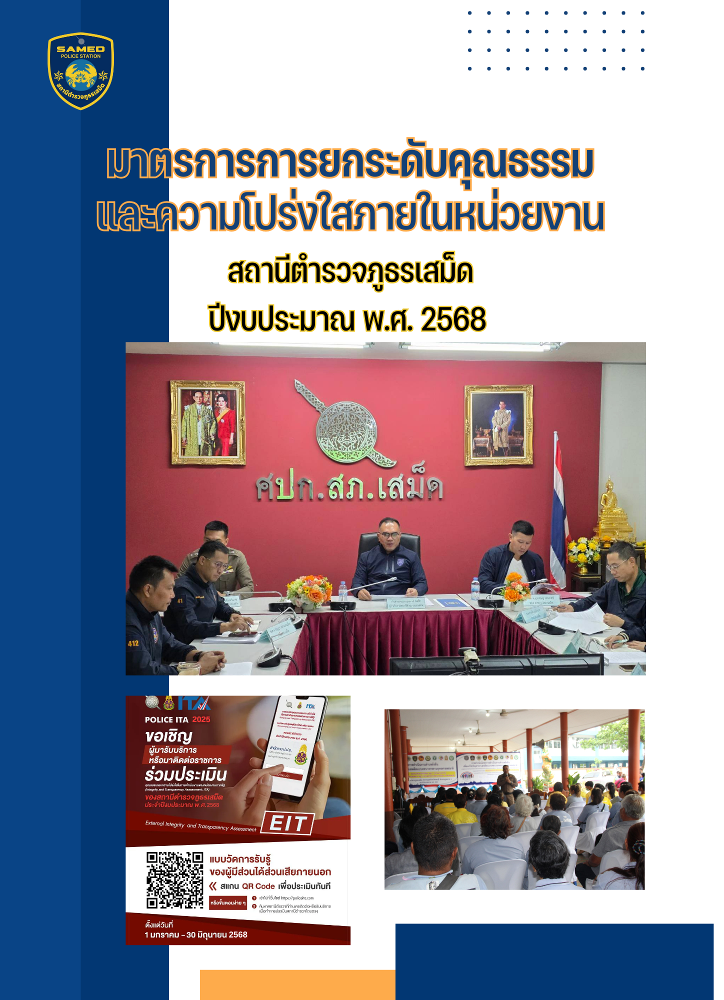 SAMED
POLICE STATION
สถานีตำรวจภูธรเสม็ด
มาตรการการยกระดับคุณธรรม
และความโปร่งใสภายในหน่วยงาน
สถานีตำรวจภูธรเสม็ด
ปีงบประมาณ พ.ศ. 2568
ศปก.สภ.เสม็ด
41
412
ITA
POLICE ITA 2025
ขอเชิญ
ผู้มารับบริการ
หรือมาติดต่อราชการ
ร่วมประเมิน
คุณธรรมและความโปร่งใสในการดำเนินงานของหน่วยงานภาครัฐ
(Integrity and Transparency Assessment: ITA)
ของสถานีตำรวจภูธรเสม็ด
ประจำปีงบประมาณ พ.ศ.2568
ITA
สำนักงาน ป.ป.ช.
External Integrity and Transparency Assessment
EIT
แบบวัดการรับรู้
ของผู้มีส่วนได้ส่วนเสียภายนอก
สแกน QR Code เพื่อประเมินทันที
หรือขั้นตอนง่าย ๆ
1 เข้าไปที่เว็บไซต์ https://policeita.com
2 ค้นหาสถานีตำรวจที่ท่านเคยติดต่อหรือรับบริการ
เพื่อทำการประเมินสถานีตำรวจโดยตรง
ตั้งแต่วันที่
1 มกราคม - 30 มิถุนายน 2568